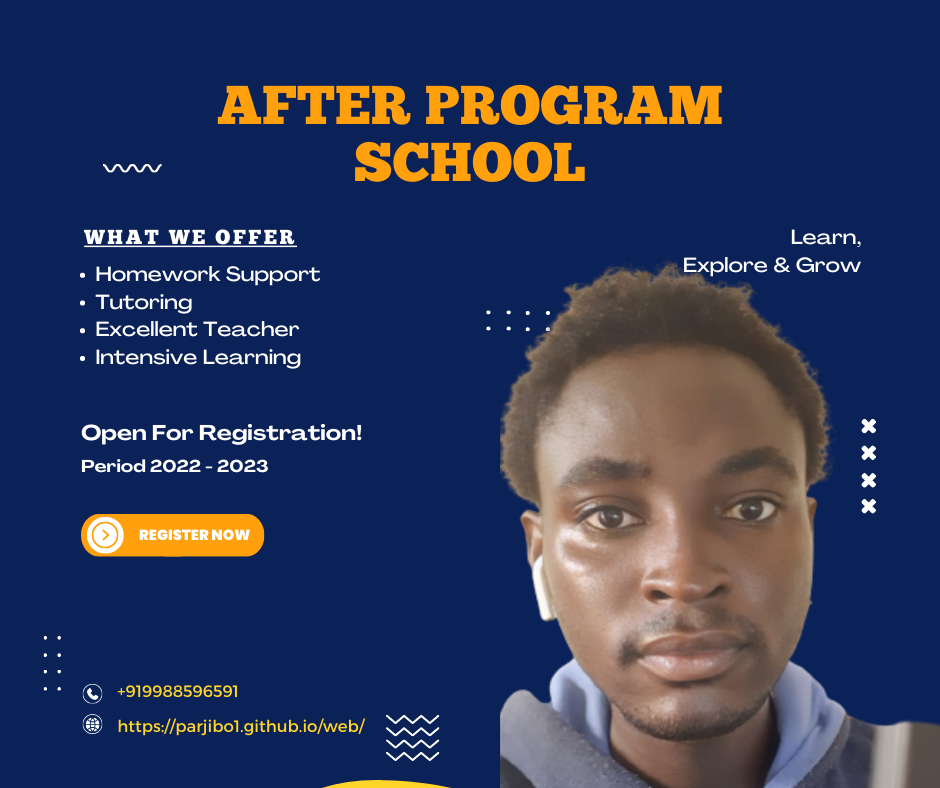 AFTER PROGRAM
SCHOOL
WHAT WE OFFER
• Homework Support
• Tutoring
• Excellent Teacher
• Intensive Learning
Learn,
Explore & Grow
Open For Registration!
Period 2022 - 2023
REGISTER NOW
+919988596591
https://parjibo1.github.io/web/